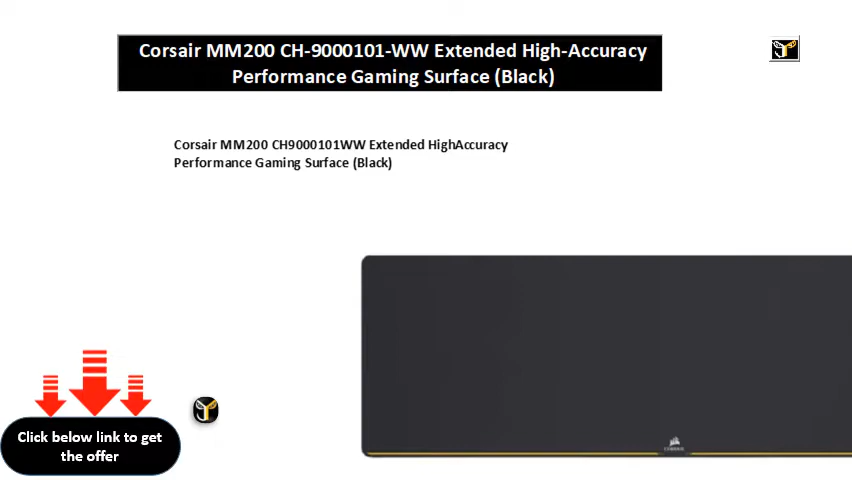 Corsair MM200 CH-9000101-WW Extended High-Accuracy
Performance Gaming Surface (Black)
Corsair MM200 CH9000101WW Extended HighAccuracy
Performance Gaming Surface (Black)
CORSAIR
Click below link to get
the offer